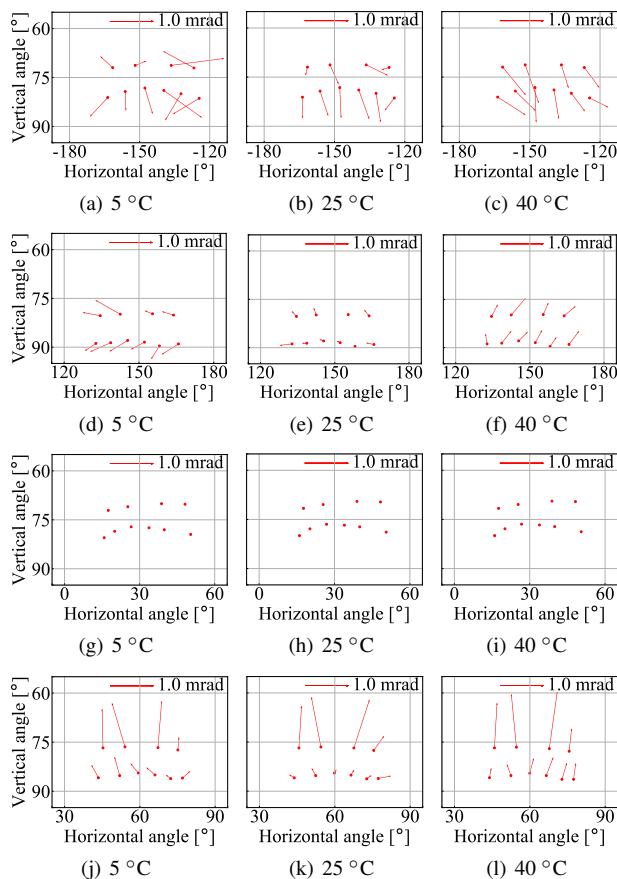 1.0 mrad 1.0 mrad 1.0 mrad
60
75
90
Vertical angle [°]
-180 -150 -120 -180 -150 -120 -180 -150 -120
Horizontal angle [°] Horizontal angle [°] Horizontal angle [°]
(a) 5 °C (b) 25 °C (c) 40 °C
1.0 mrad 1.0 mrad 1.0 mrad
60
75
90
Vertical angle [°]
120 150 180 120 150 180 120 150 180
Horizontal angle [°] Horizontal angle [°] Horizontal angle [°]
(d) 5 °C (e) 25 °C (f) 40 °C
1.0 mrad 1.0 mrad 1.0 mrad
60
75
90
Vertical angle [°]
0 30 60 0 30 60 0 30 60
Horizontal angle [°] Horizontal angle [°] Horizontal angle [°]
(g) 5 °C (h) 25 °C (i) 40 °C
1.0 mrad 1.0 mrad 1.0 mrad
60
75
90
Vertical angle [°]
30 60 90 30 60 90 30 60 90
Horizontal angle [°] Horizontal angle [°] Horizontal angle [°]
(j) 5 °C (k) 25 °C (l) 40 °C